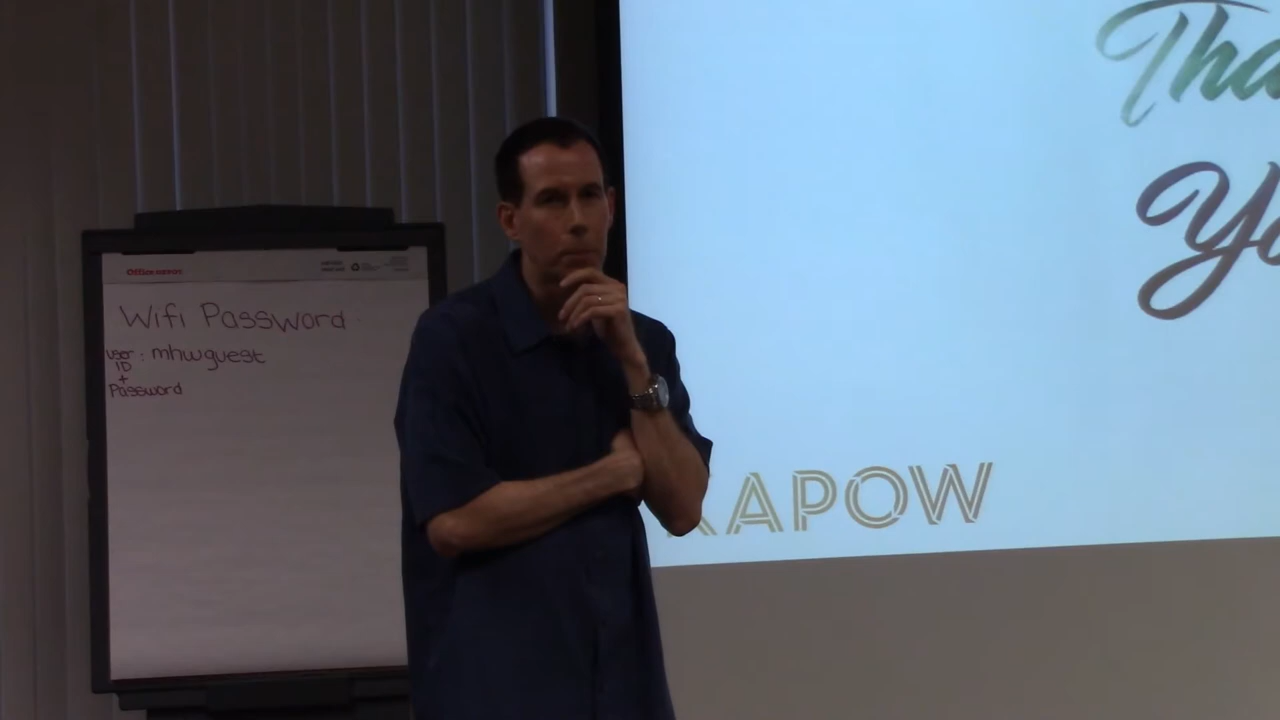 Office DEPOT
Wifi Password:
user ID + Password : mhwguest
Tha
Yo
KAPOW